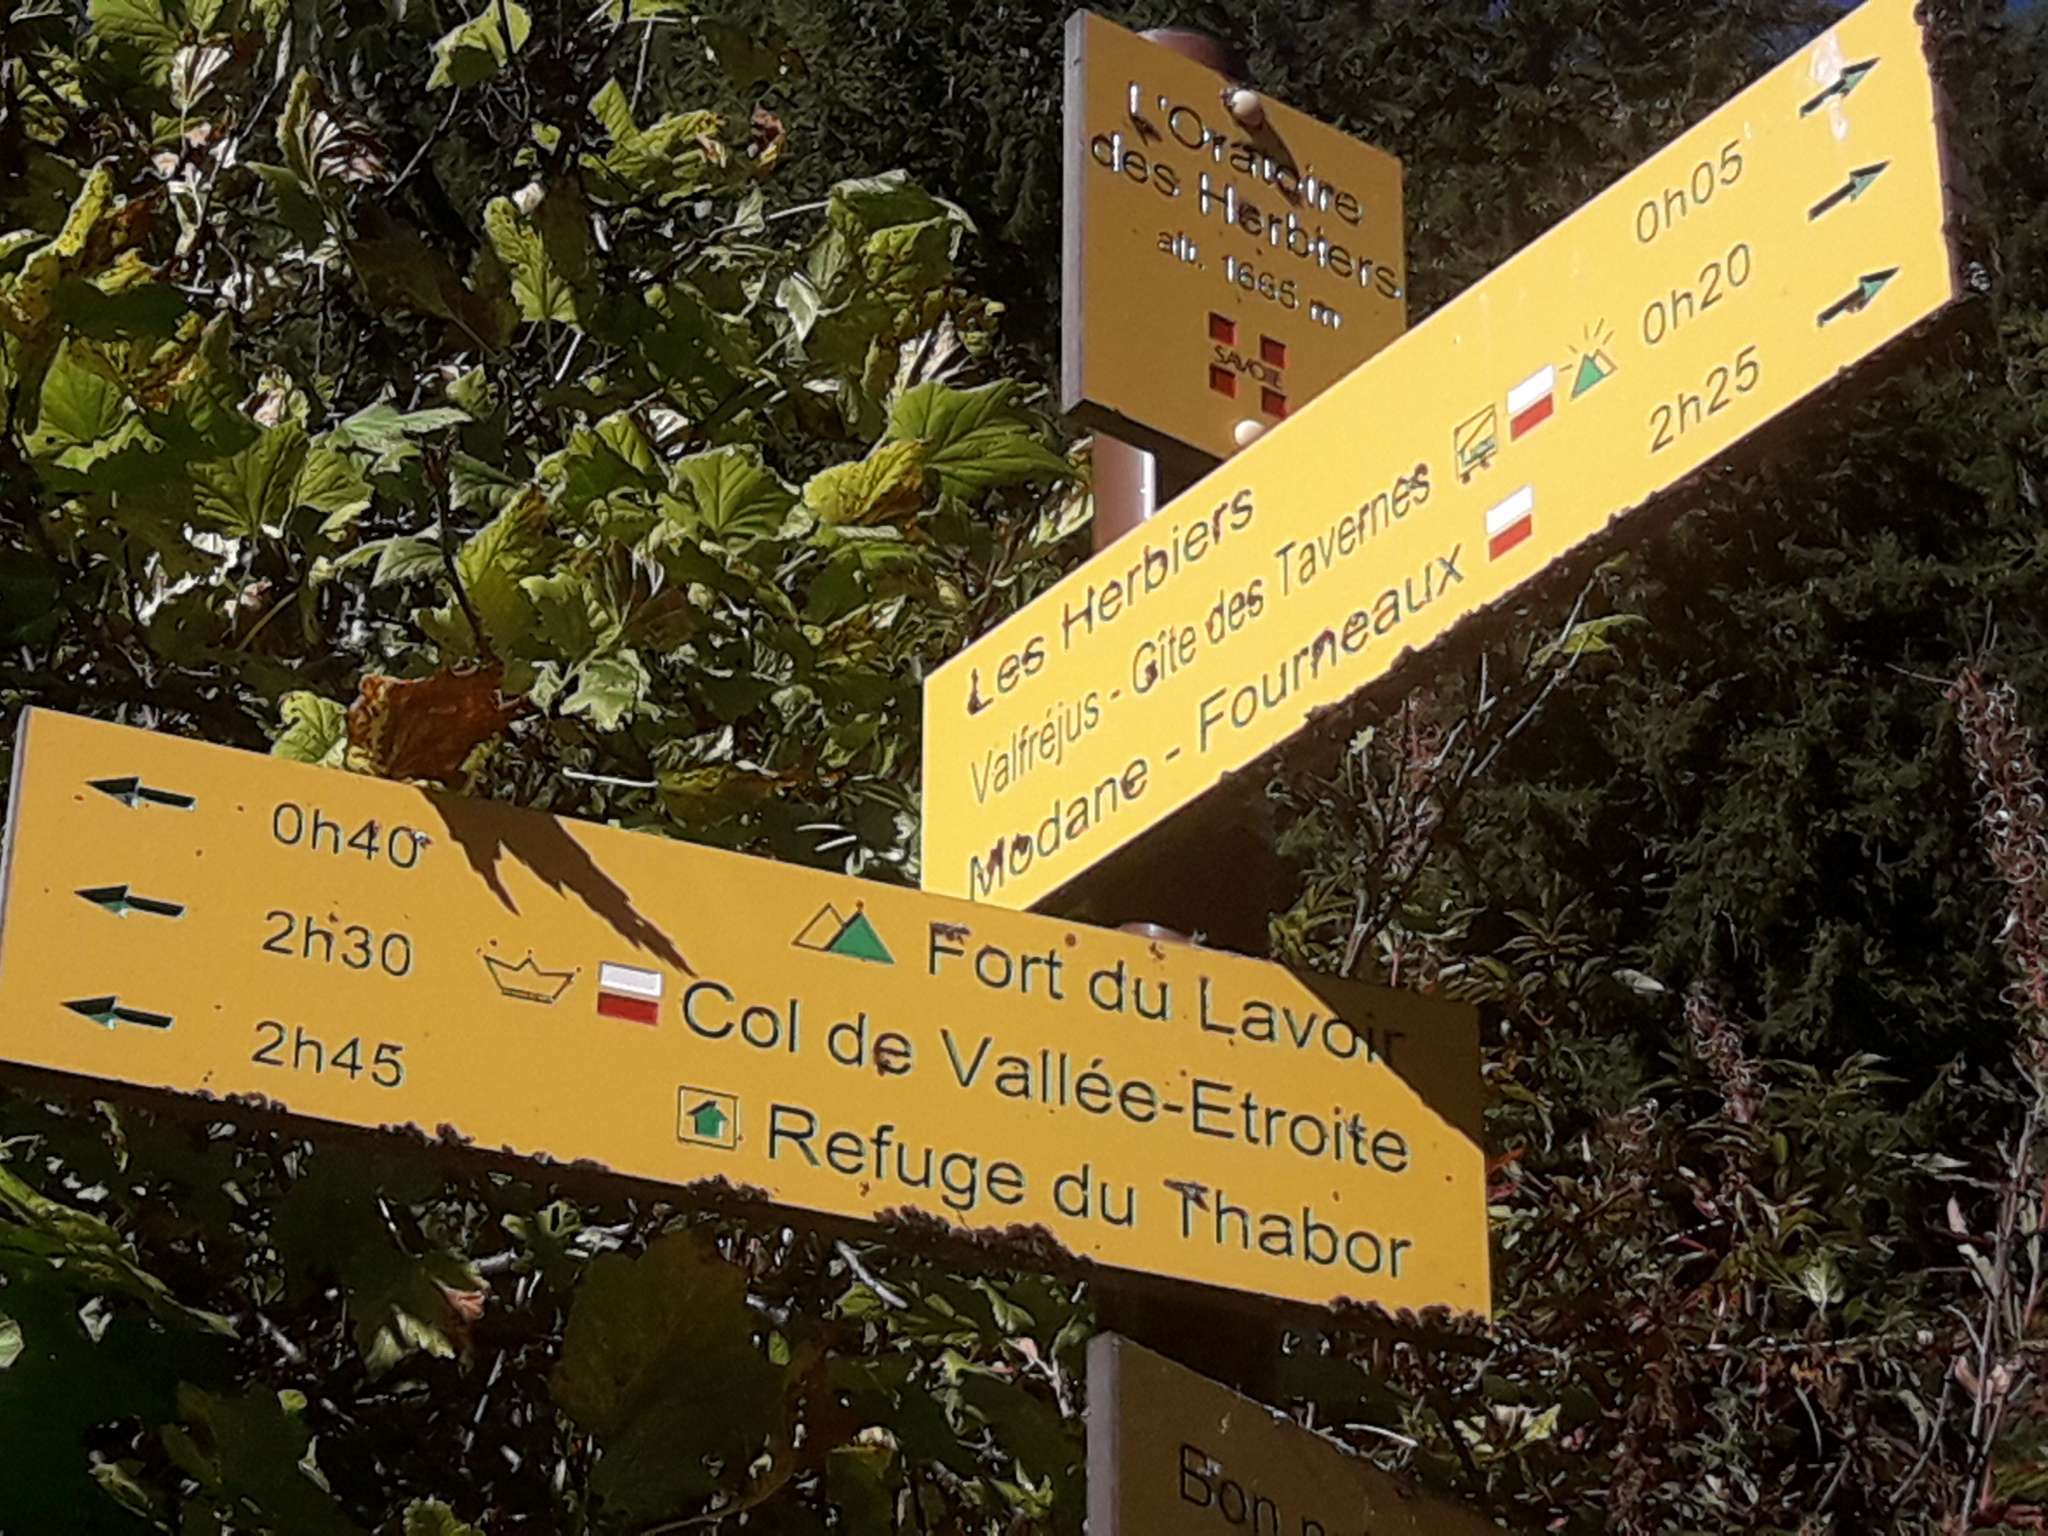 L'Oratoire
des Herbiers
alt. 1665 m
SAVOIE
Les Herbiers 0h05
Valfréjus - Gîte des Tavernes 0h20
Modane - Fourneaux 2h25
0h40 Fort du Lavoir
2h30 Col de Vallée-Etroite
2h45 Refuge du Thabor
Bon